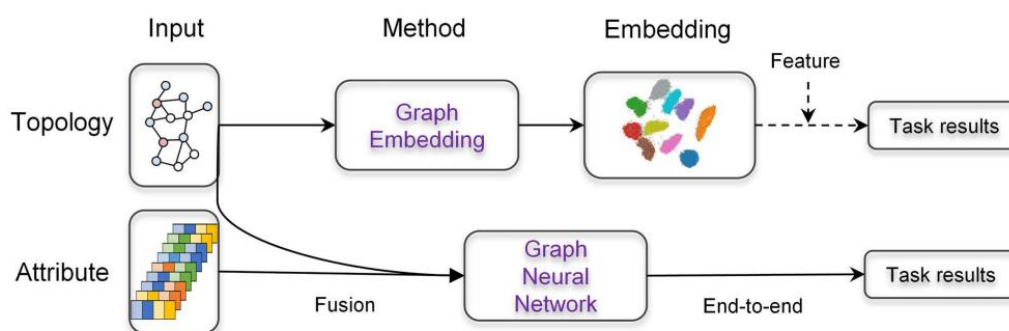 Input
Method
Embedding
Feature
Topology
Graph
Embedding
Task results
Attribute
Graph
Neural
Network
Fusion
End-to-end
Task results